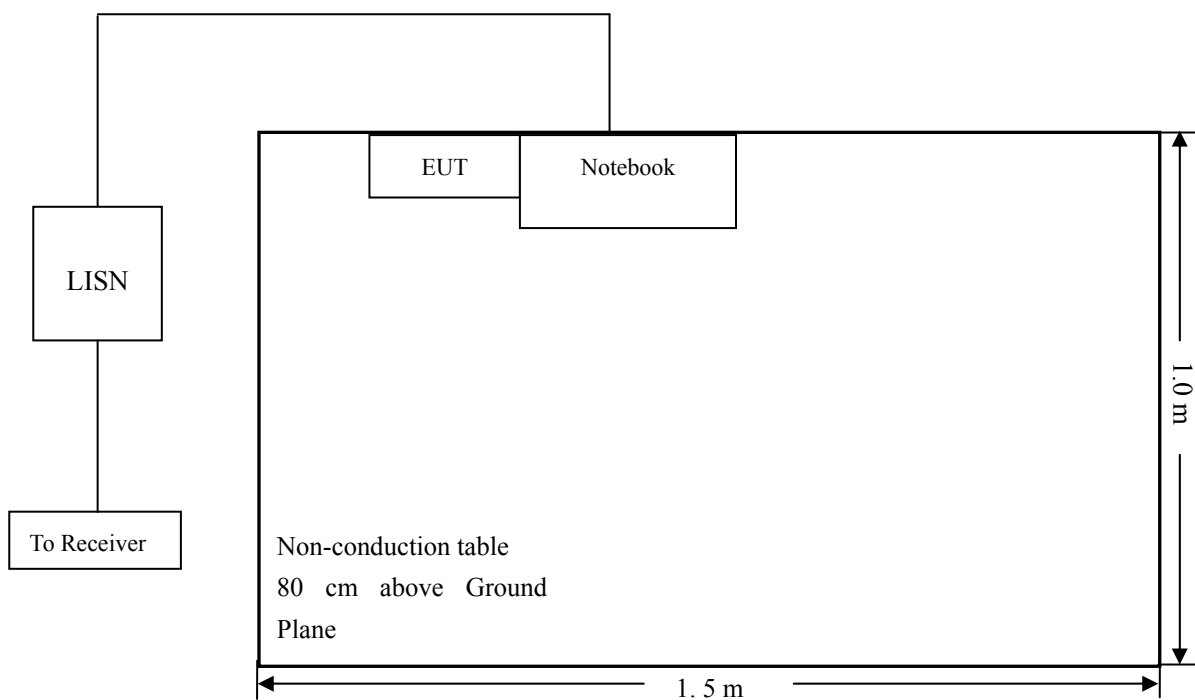 EUT
Notebook
LISN
To Receiver
Non-conduction table
80 cm above Ground
Plane
1.0 m
1. 5 m